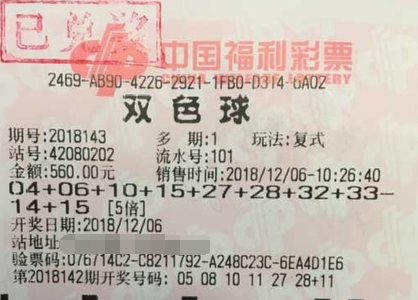 已兑奖
中国福利彩票
2469-AB90-4226-2921-1FB0-D314-6A02
双色球
期号:2018143 多期:1 玩法:复式
站号:42080202 流水号:101
金额:560.00元 销售时间:2018/12/06-10:26:40
04+06+10+15+27+28+32+33-
14+15 [5倍]
开奖日期:2018/12/06
站地址
验票码:076714C2-C8211792-A248C23C-6EA4D1E6
第2018142期开奖号码:05 08 10 11 27 28+11